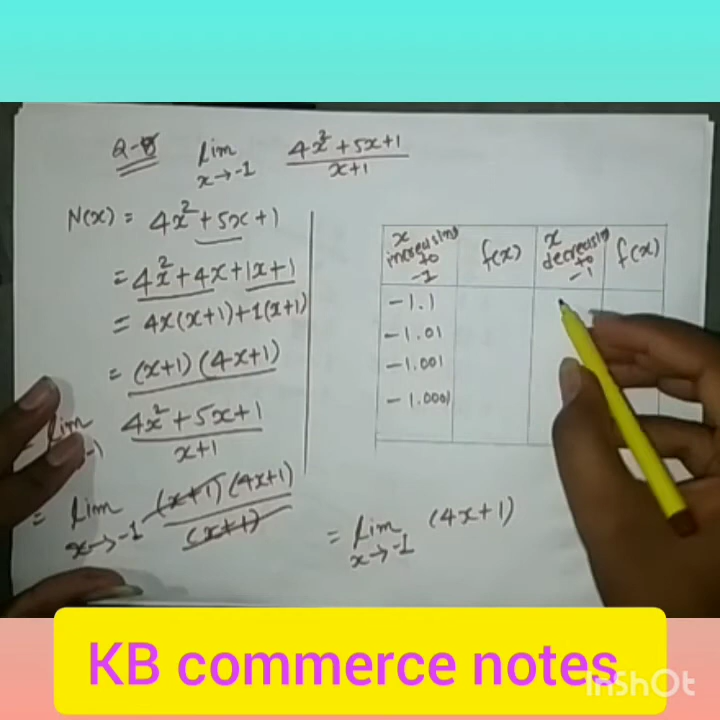 Q-8 lim x→-1 4x²+5x+1 / x+1
N(x) = 4x²+5x+1
= 4x²+4x+1x+1
= 4x(x+1)+1(x+1)
= (x+1)(4x+1)
lim -1 4x²+5x+1 / x+1
= lim x→-1 (x+1)(4x+1) / (x+1)
= lim x→-1 (4x+1)
x increasing to -1 | f(x) | x decreasing to -1 | f(x)
-1.1
-1.01
-1.001
-1.0001
KB commerce notes
InShOt